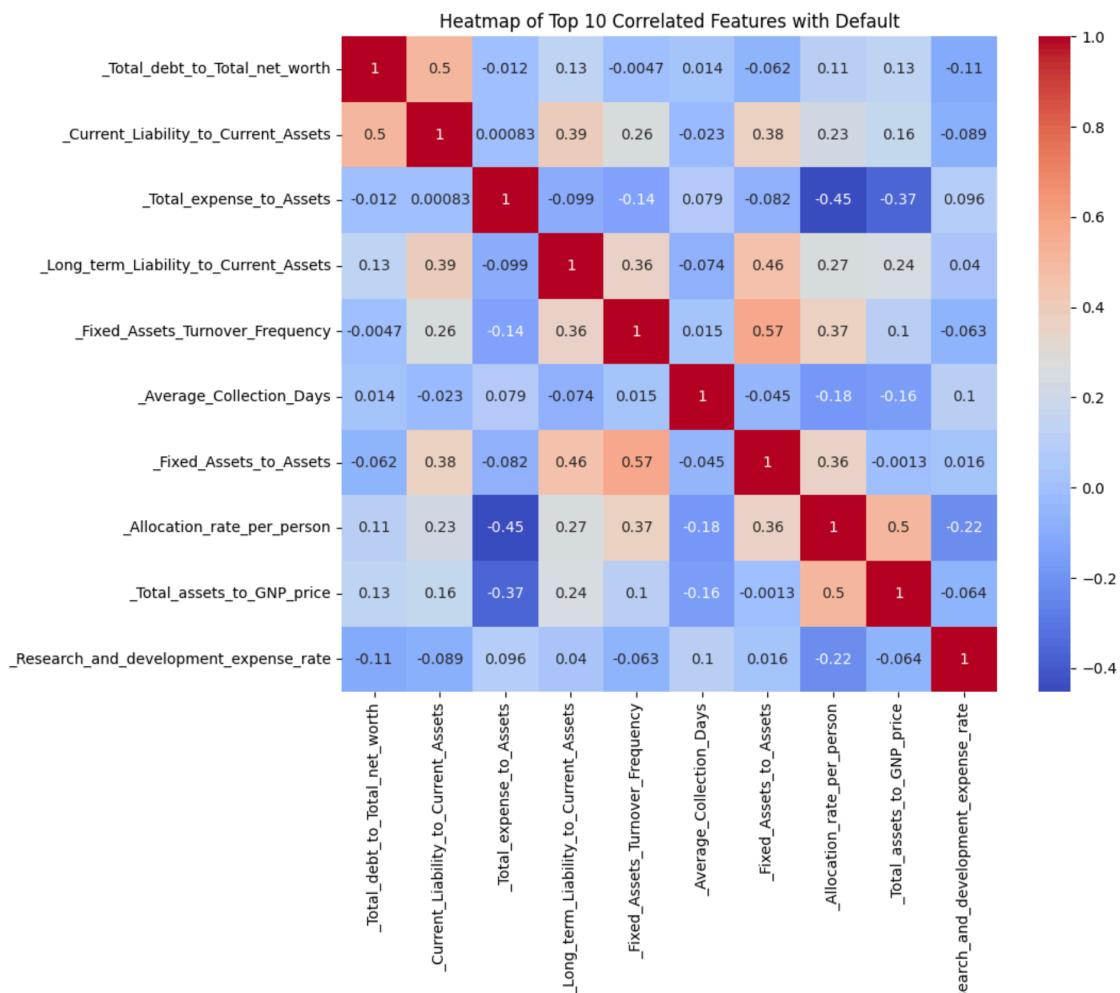 Heatmap of Top 10 Correlated Features with Default
_Total_debt_to_Total_net_worth 1 0.5 -0.012 0.13 -0.0047 0.014 -0.062 0.11 0.13 -0.11
_Current_Liability_to_Current_Assets 0.5 1 0.00083 0.39 0.26 -0.023 0.38 0.23 0.16 -0.089
_Total_expense_to_Assets -0.012 0.00083 1 -0.099 -0.14 0.079 -0.082 -0.45 -0.37 0.096
_Long_term_Liability_to_Current_Assets 0.13 0.39 -0.099 1 0.36 -0.074 0.46 0.27 0.24 0.04
_Fixed_Assets_Turnover_Frequency -0.0047 0.26 -0.14 0.36 1 0.015 0.57 0.37 0.1 -0.063
_Average_Collection_Days 0.014 -0.023 0.079 -0.074 0.015 1 -0.045 -0.18 -0.16 0.1
_Fixed_Assets_to_Assets -0.062 0.38 -0.082 0.46 0.57 -0.045 1 0.36 -0.0013 0.016
_Allocation_rate_per_person 0.11 0.23 -0.45 0.27 0.37 -0.18 0.36 1 0.5 -0.22
_Total_assets_to_GNP_price 0.13 0.16 -0.37 0.24 0.1 -0.16 -0.0013 0.5 1 -0.064
_Research_and_development_expense_rate -0.11 -0.089 0.096 0.04 -0.063 0.1 0.016 -0.22 -0.064 1
_Total_debt_to_Total_net_worth
_Current_Liability_to_Current_Assets
_Total_expense_to_Assets
_Long_term_Liability_to_Current_Assets
_Fixed_Assets_Turnover_Frequency
_Average_Collection_Days
_Fixed_Assets_to_Assets
_Allocation_rate_per_person
_Total_assets_to_GNP_price
earch_and_development_expense_rate
1.0
0.8
0.6
0.4
0.2
0.0
−0.2
−0.4